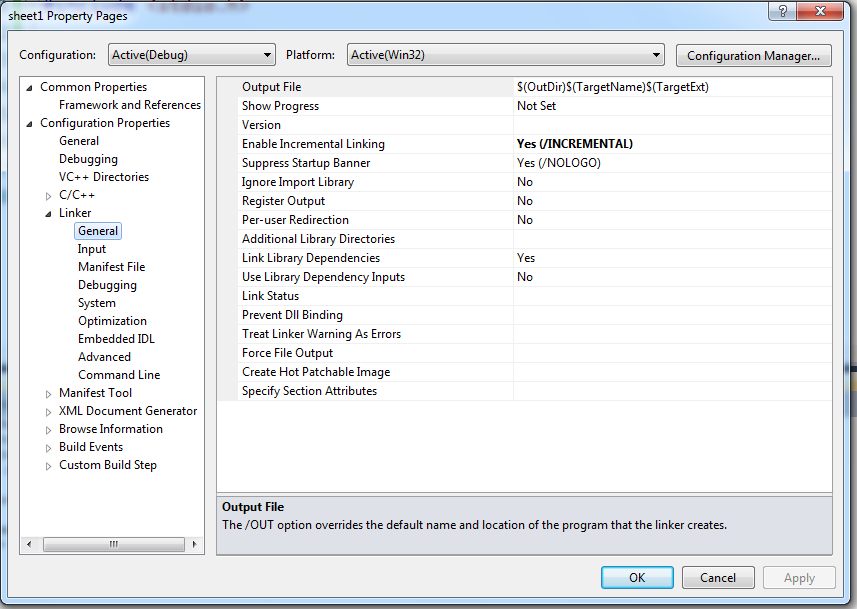 sheet1 Property Pages
Configuration: Active(Debug) Platform: Active(Win32) Configuration Manager...
Common Properties
Framework and References
Configuration Properties
General
Debugging
VC++ Directories
C/C++
Linker
General
Input
Manifest File
Debugging
System
Optimization
Embedded IDL
Advanced
Command Line
Manifest Tool
XML Document Generator
Browse Information
Build Events
Custom Build Step
Output File $(OutDir)$(TargetName)$(TargetExt)
Show Progress Not Set
Version
Enable Incremental Linking Yes (/INCREMENTAL)
Suppress Startup Banner Yes (/NOLOGO)
Ignore Import Library No
Register Output No
Per-user Redirection No
Additional Library Directories
Link Library Dependencies Yes
Use Library Dependency Inputs No
Link Status
Prevent Dll Binding
Treat Linker Warning As Errors
Force File Output
Create Hot Patchable Image
Specify Section Attributes
Output File
The /OUT option overrides the default name and location of the program that the linker creates.
OK Cancel Apply